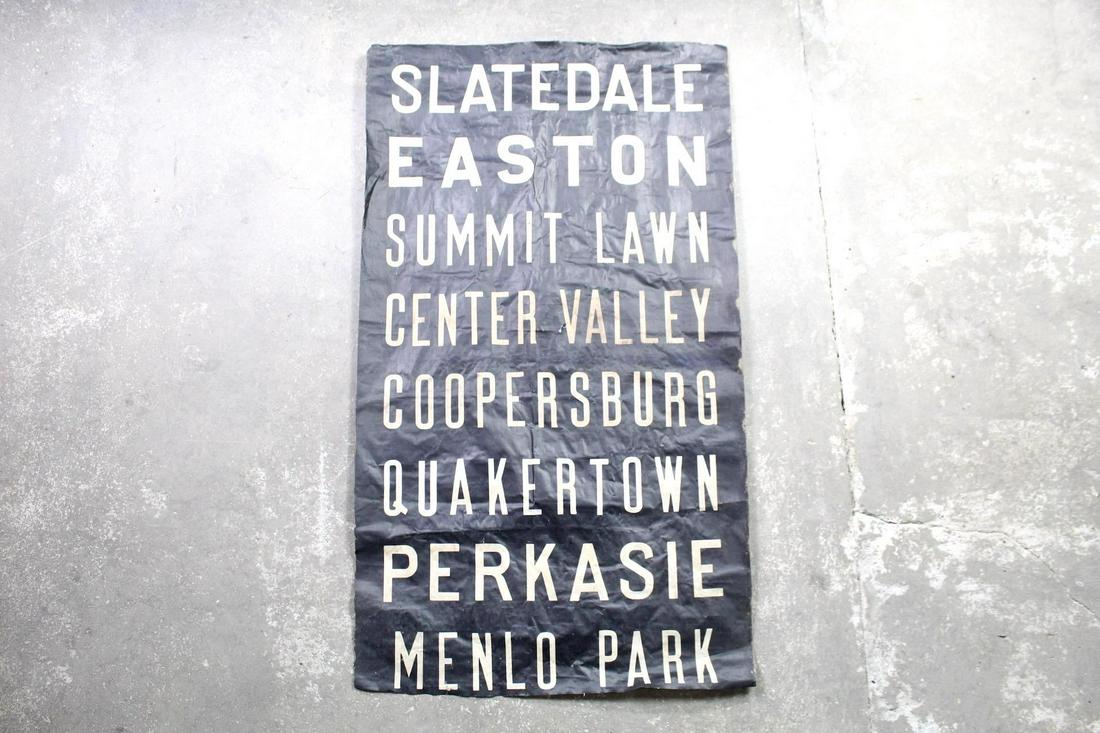 SLATEDALE
EASTON
SUMMIT LAWN
CENTER VALLEY
COOPERSBURG
QUAKERTOWN
PERKASIE
MENLO PARK